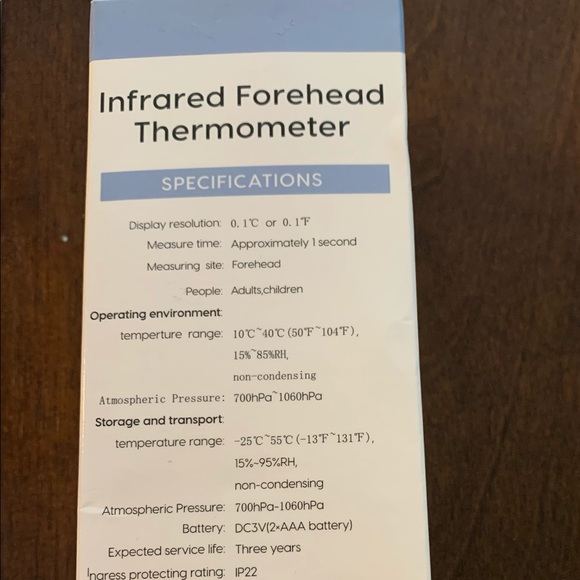 Infrared Forehead
Thermometer
SPECIFICATIONS
Display resolution: 0.1℃ or 0.1℉
Measure time: Approximately 1 second
Measuring site: Forehead
People: Adults,children
Operating environment:
temperture range: 10℃~40℃(50℉~104℉),
15%~85%RH,
non-condensing
Atmospheric Pressure: 700hPa~1060hPa
Storage and transport:
temperature range: -25℃~55℃(-13℉~131℉),
15%-95%RH,
non-condensing
Atmospheric Pressure: 700hPa-1060hPa
Battery: DC3V(2×AAA battery)
Expected service life: Three years
Ingress protecting rating: IP22